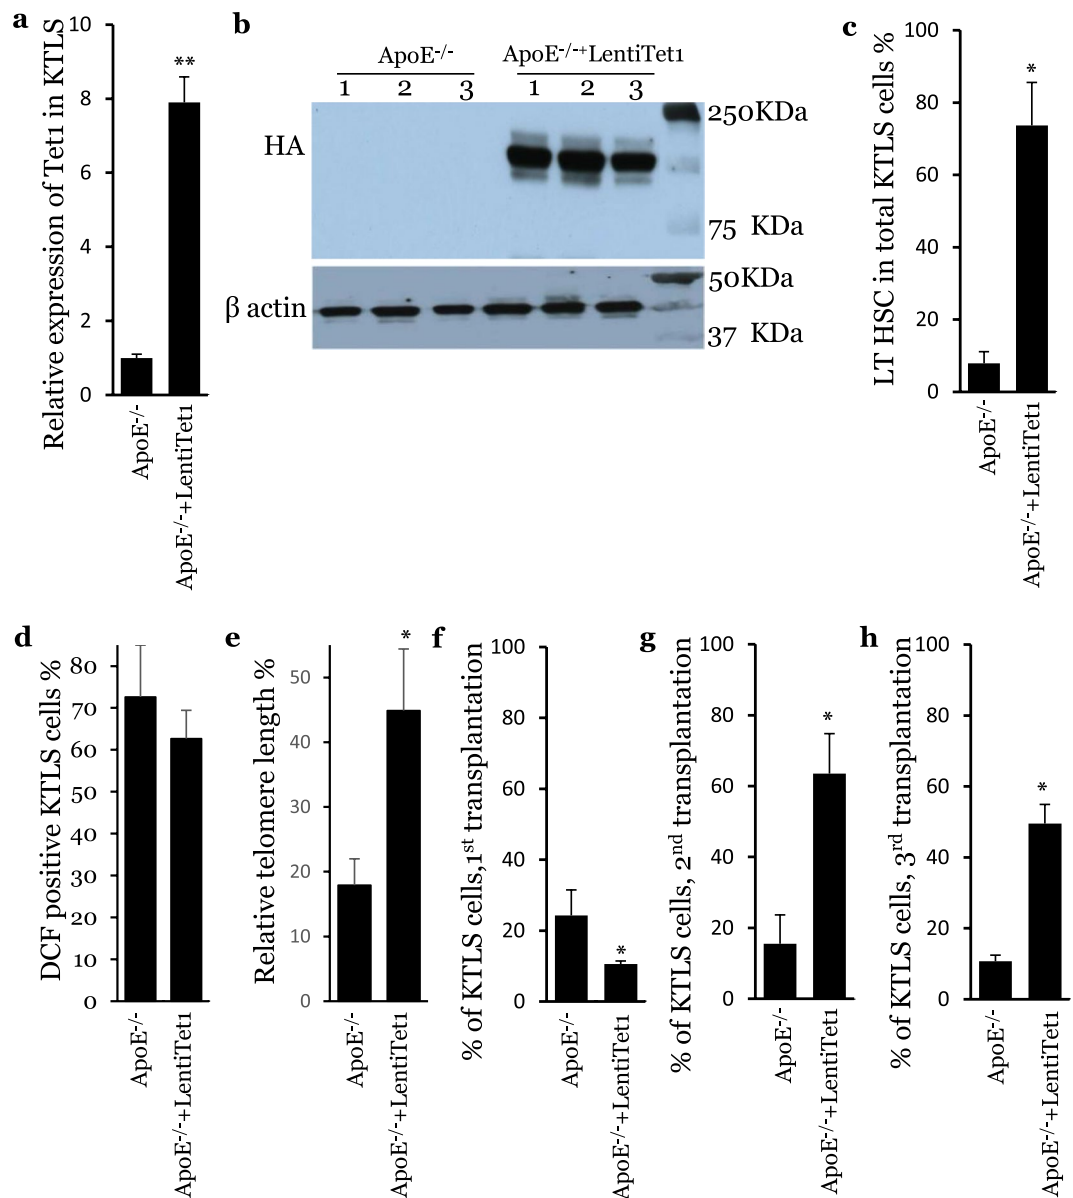 a
Relative expression of Tet1 in KTLS
10
8
6
4
2
0
**
ApoE-/-
ApoE-/-+LentiTet1
b
ApoE-/-
ApoE-/-+LentiTet1
1 2 3 1 2 3
HA
250KDa
75 KDa
β actin
50KDa
37 KDa
c
LT HSC in total KTLS cells %
100
80
60
40
20
0
*
ApoE-/-
ApoE-/-+LentiTet1
d
DCF positive KTLS cells %
80
70
60
50
40
30
20
10
0
ApoE-/-
ApoE-/-+LentiTet1
e
Relative telomere length %
50
40
30
20
10
0
*
ApoE-/-
ApoE-/-+LentiTet1
f
% of KTLS cells,1st transplantation
100
80
60
40
20
0
*
ApoE-/-
ApoE-/-+LentiTet1
g
% of KTLS cells, 2nd transplantation
100
80
60
40
20
0
*
ApoE-/-
ApoE-/-+LentiTet1
h
% of KTLS cells, 3rd transplantation
100
80
60
40
20
0
*
ApoE-/-
ApoE-/-+LentiTet1